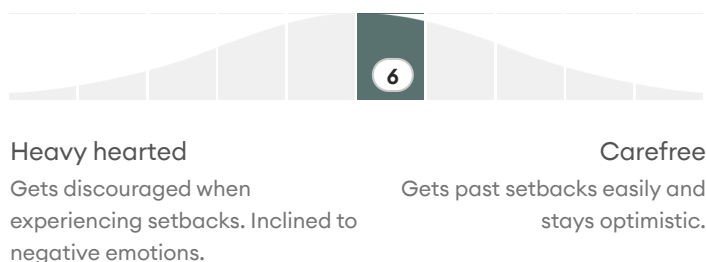 6
Heavy hearted
Gets discouraged when
experiencing setbacks. Inclined to
negative emotions.
Carefree
Gets past setbacks easily and
stays optimistic.